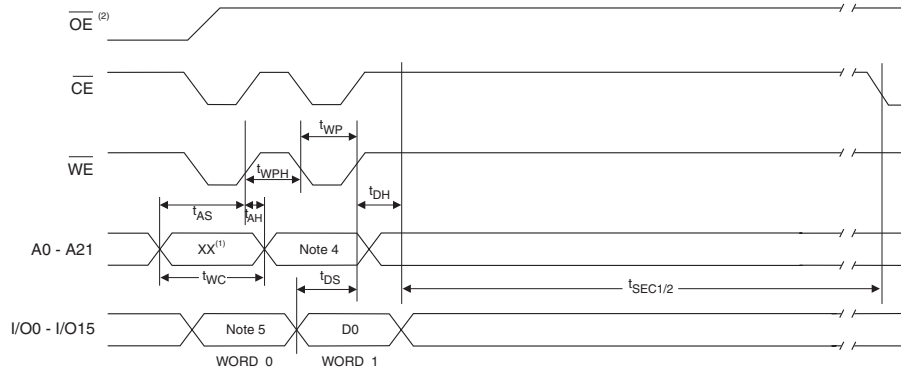 OE (2)
CE
tWP
WE
tWPH
tDH
tAS
tAH
A0 - A21
XX(1)
Note 4
tWC
tDS
tSEC1/2
I/O0 - I/O15
Note 5
D0
WORD 0
WORD 1